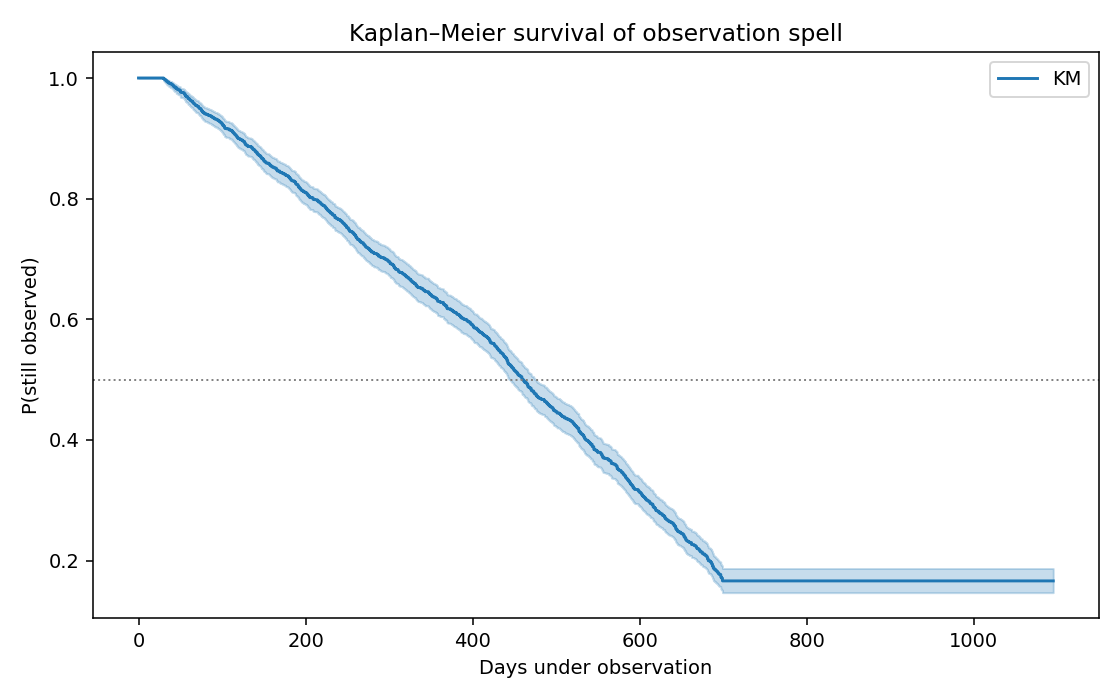 Kaplan–Meier survival of observation spell
KM
1.0
0.8
0.6
0.4
0.2
P(still observed)
0 200 400 600 800 1000
Days under observation